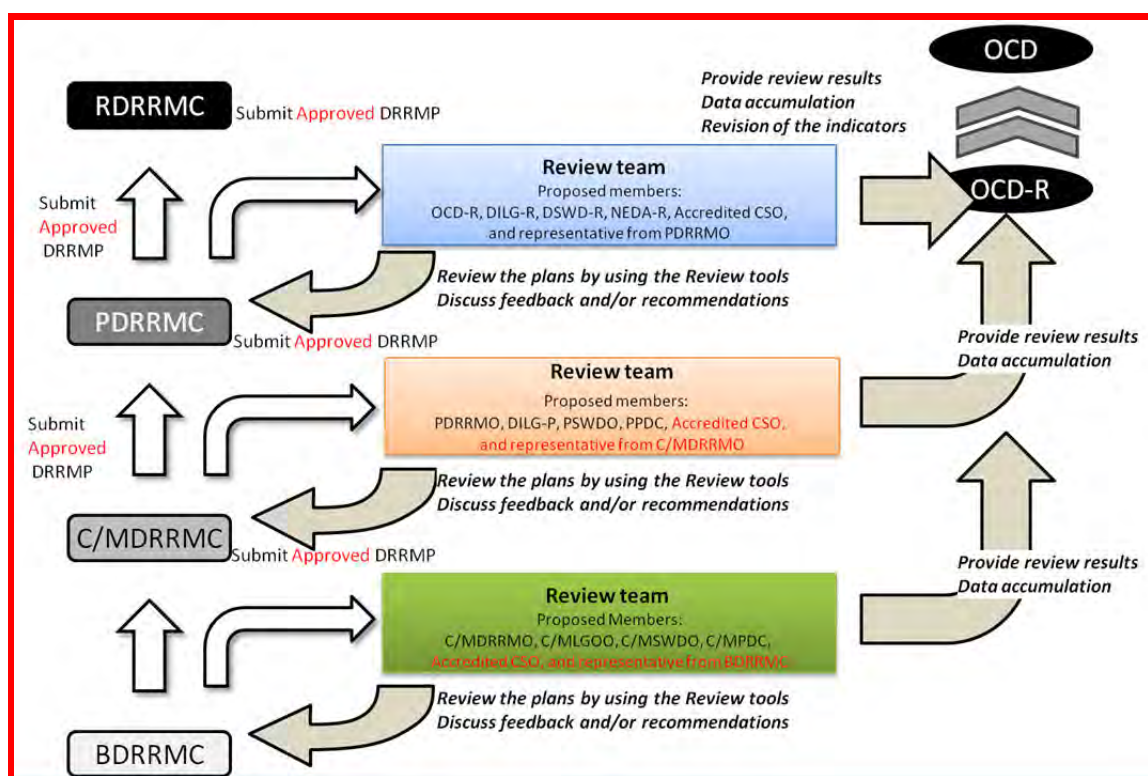 OCD
Provide review results
Data accumulation
Revision of the indicators
RDRRMC
Submit Approved DRRMP
Review team
Proposed members:
OCD-R, DILG-R, DSWD-R, NEDA-R, Accredited CSO,
and representative from PDRRMO
OCD-R
Submit
Approved
DRRMP
Review the plans by using the Review tools
Discuss feedback and/or recommendations
PDRRMC
Submit Approved DRRMP
Provide review results
Data accumulation
Review team
Proposed members:
PDRRMO, DILG-P, PSWDO, PPDC, Accredited CSO,
and representative from C/MDRRMO
Submit
Approved
DRRMP
Review the plans by using the Review tools
Discuss feedback and/or recommendations
C/MDRRMC
Submit Approved DRRMP
Provide review results
Data accumulation
Review team
Proposed Members:
C/MDRRMO, C/MLGOO, C/MSWDO, C/MPDC,
Accredited CSO, and representative from BDRRMC
Review the plans by using the Review tools
Discuss feedback and/or recommendations
BDRRMC